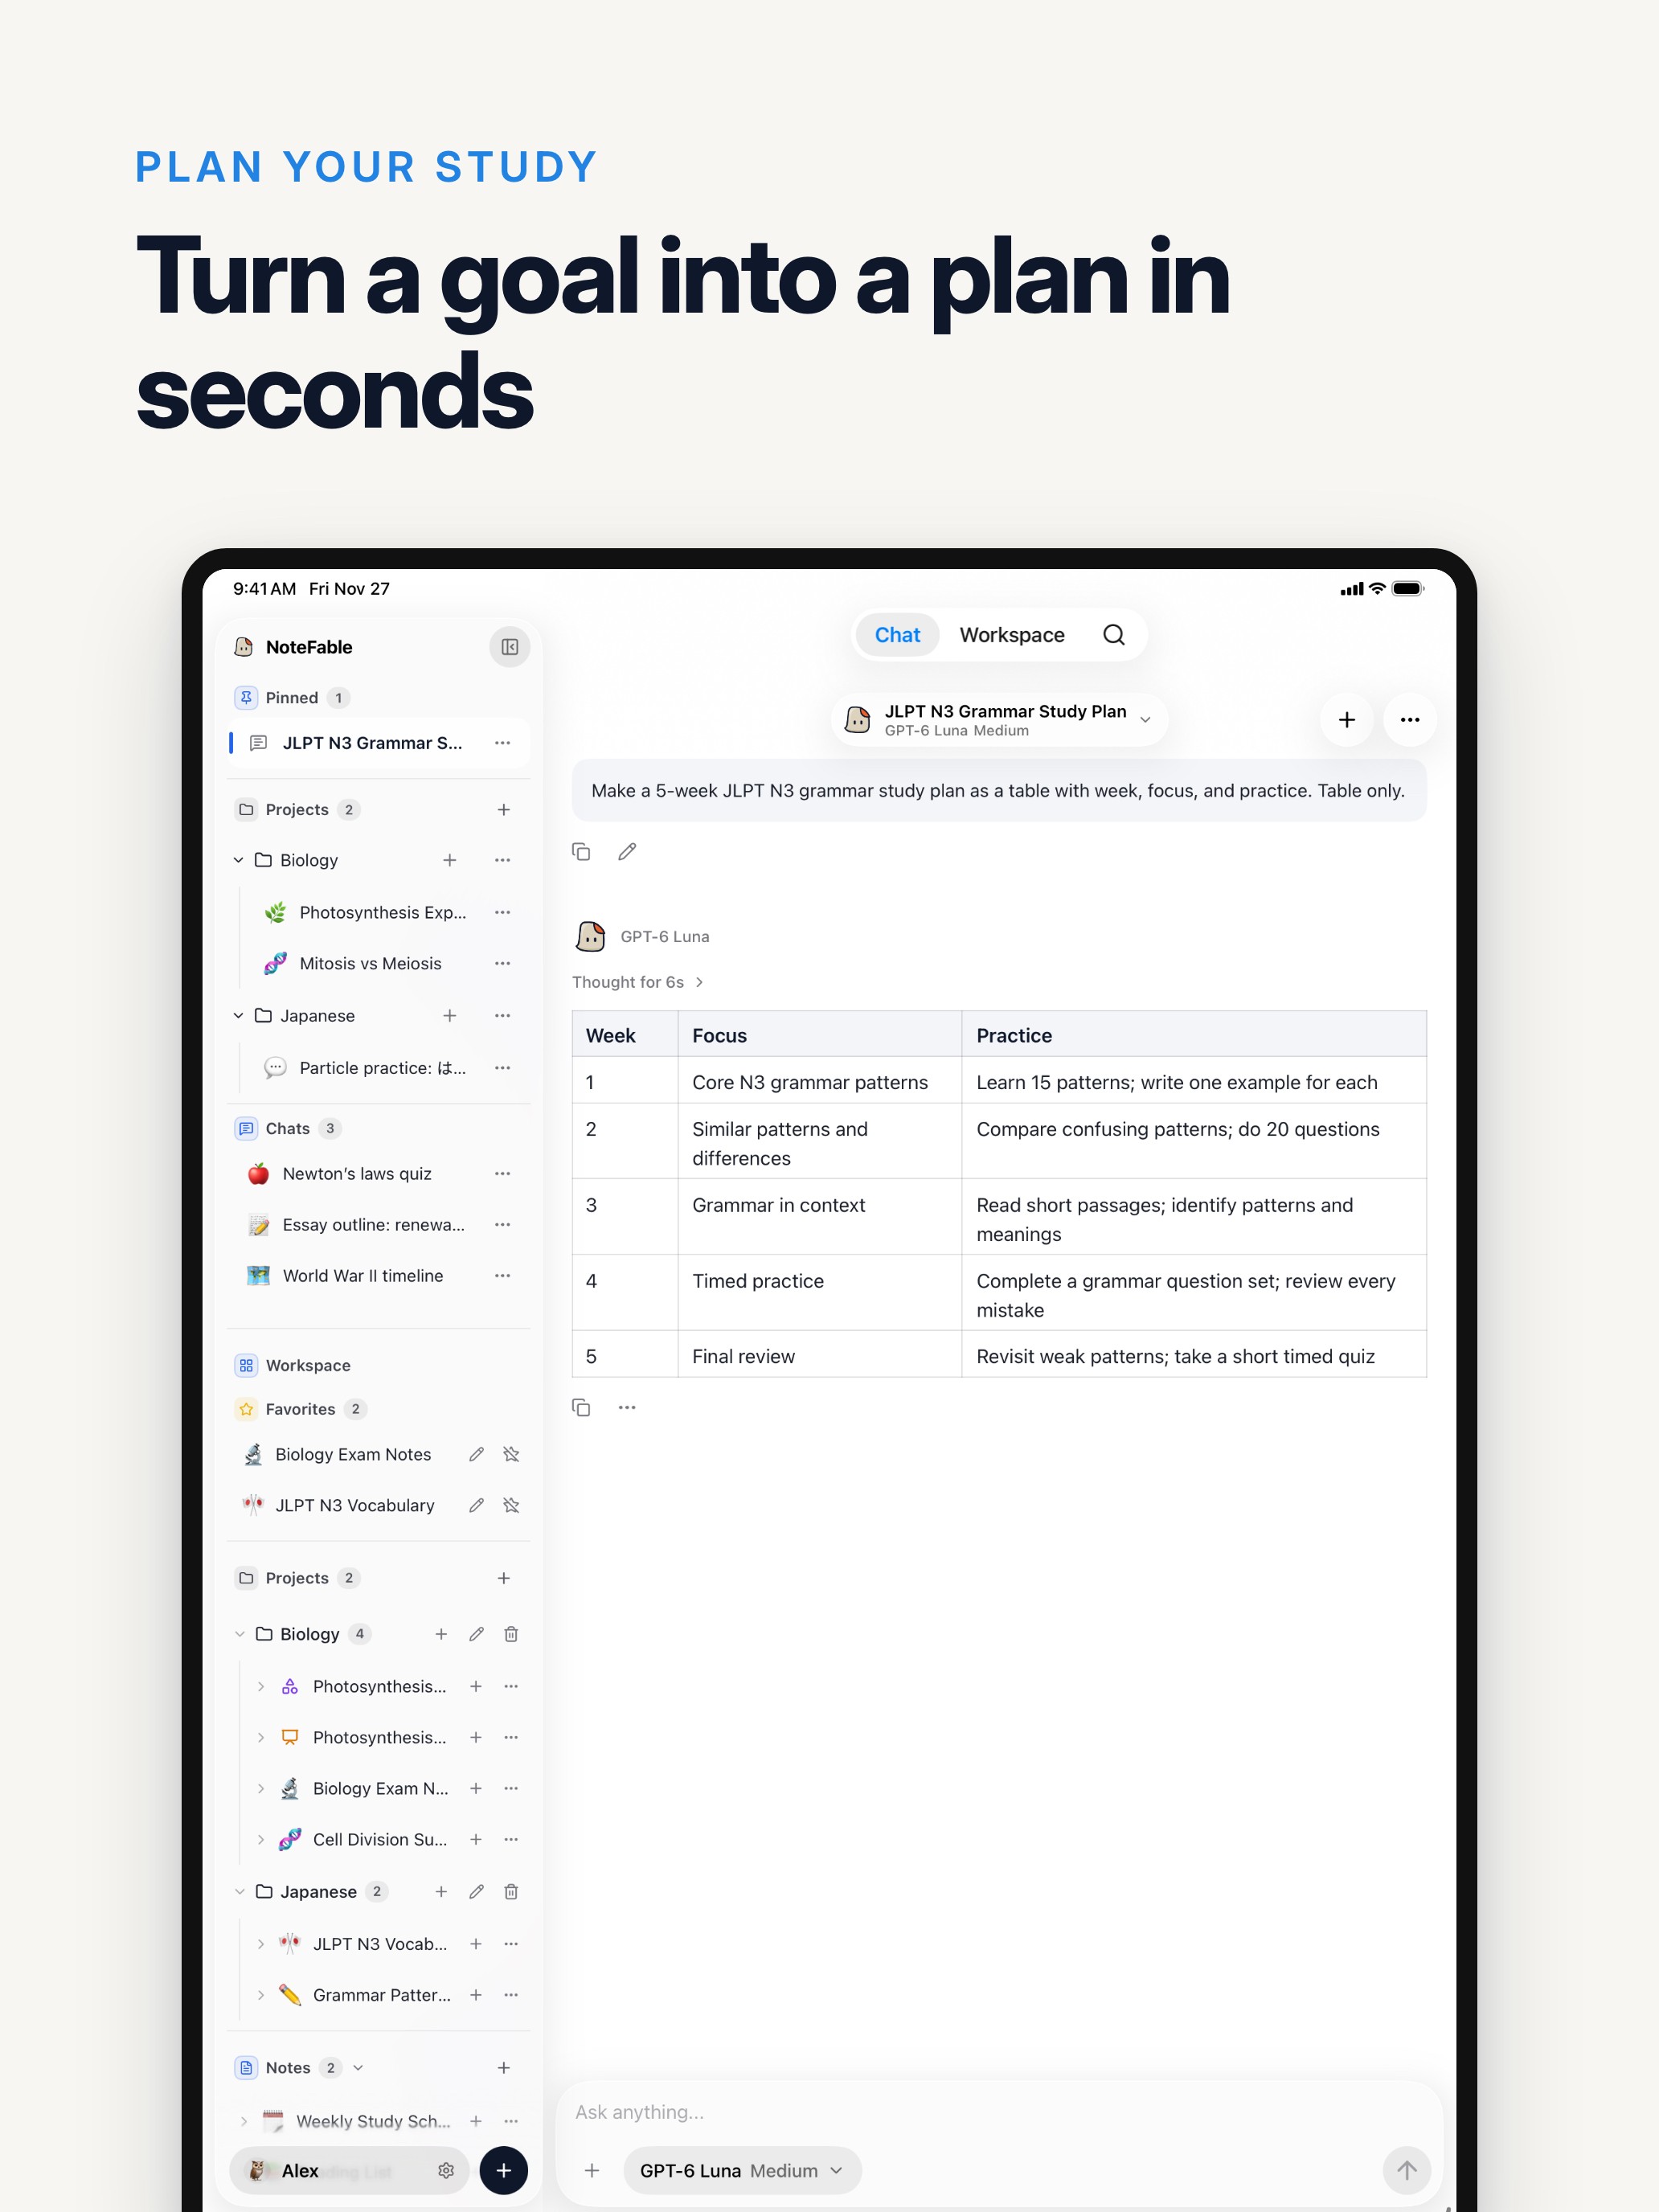 PLAN YOUR STUDY
Turn a goal into a plan in
seconds
9:41 AM Fri Nov 27
NoteFable
Pinned 1
JLPT N3 Grammar S...
Projects 2
Biology
Photosynthesis Exp...
Mitosis vs Meiosis
Japanese
Particle practice: は...
Chats 3
Newton's laws quiz
Essay outline: renewa...
World War II timeline
Workspace
Favorites 2
Biology Exam Notes
JLPT N3 Vocabulary
Projects 2
Biology 4
Photosynthesis...
Photosynthesis...
Biology Exam N...
Cell Division Su...
Japanese 2
JLPT N3 Vocab...
Grammar Patter...
Notes 2
Weekly Study Sch...
Alex
Chat Workspace
JLPT N3 Grammar Study Plan
GPT-6 Luna Medium
Make a 5-week JLPT N3 grammar study plan as a table with week, focus, and practice. Table only.
GPT-6 Luna
Thought for 6s
Week Focus Practice
1 Core N3 grammar patterns Learn 15 patterns; write one example for each
2 Similar patterns and differences Compare confusing patterns; do 20 questions
3 Grammar in context Read short passages; identify patterns and meanings
4 Timed practice Complete a grammar question set; review every mistake
5 Final review Revisit weak patterns; take a short timed quiz
Ask anything...
GPT-6 Luna Medium